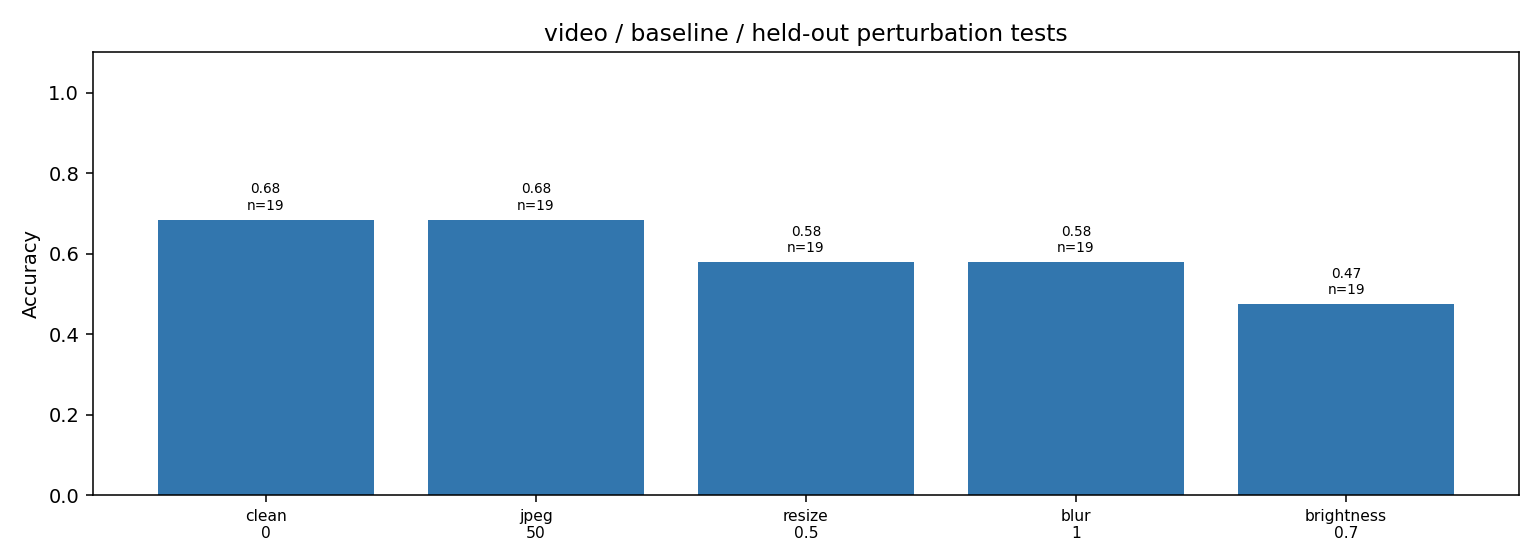 video / baseline / held-out perturbation tests
Accuracy
1.0
0.8
0.6
0.4
0.2
0.0
0.68
n=19
0.68
n=19
0.58
n=19
0.58
n=19
0.47
n=19
clean
0
jpeg
50
resize
0.5
blur
1
brightness
0.7